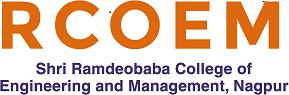 RCOEM
Shri Ramdeobaba College of
Engineering and Management, Nagpur